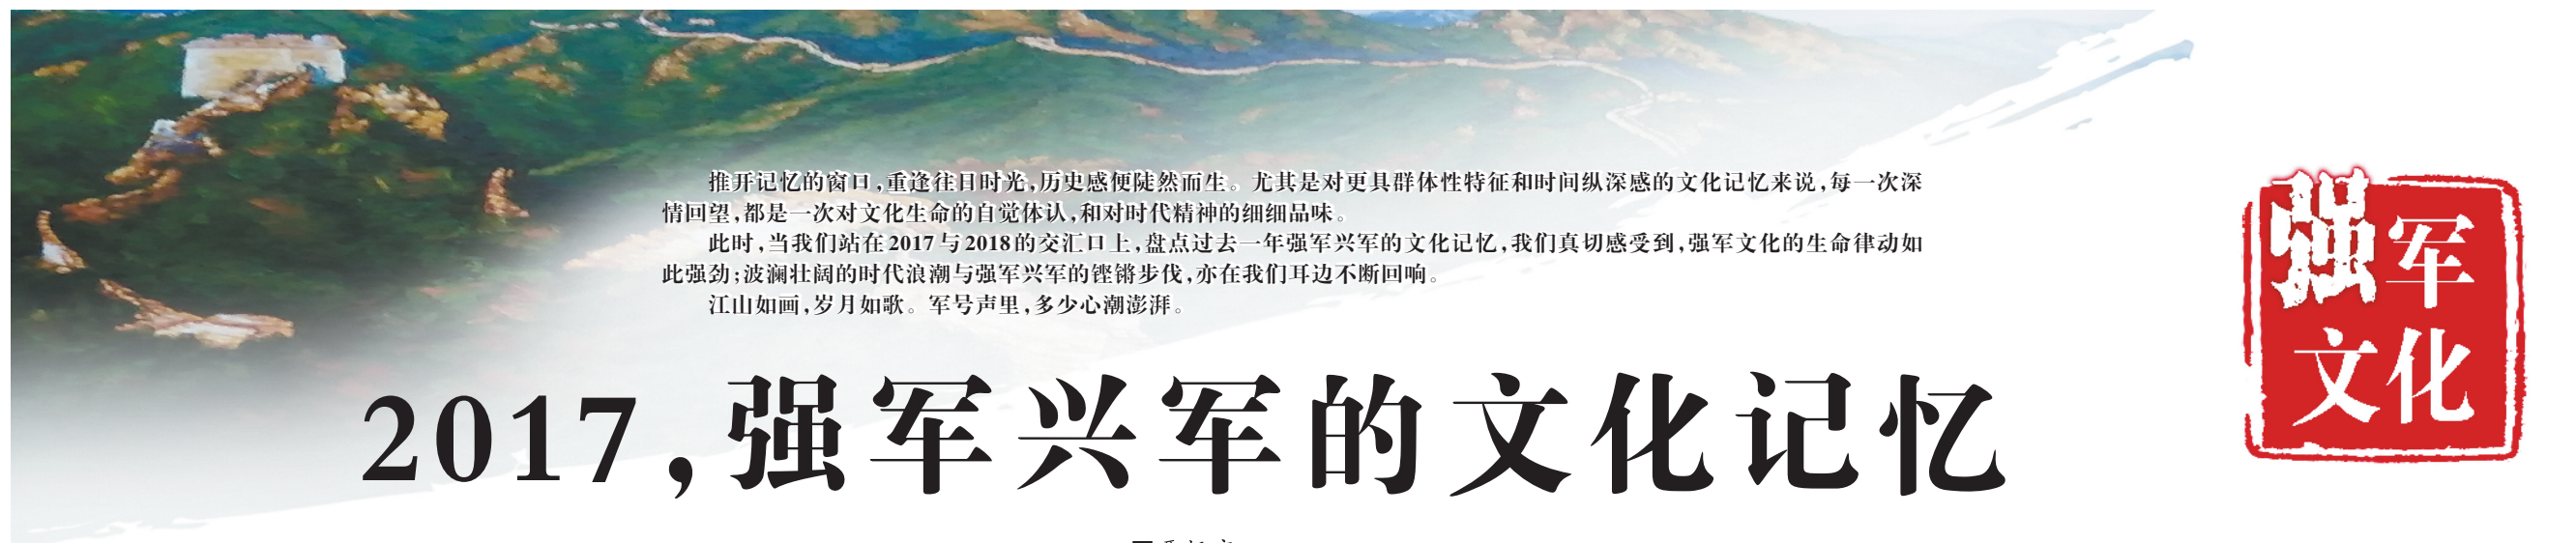 推开记忆的窗口,重逢往日时光,历史感便陡然而生。尤其是对更具群体性特征和时间纵深感的文化记忆来说,每一次深
情回望,都是一次对文化生命的自觉体认,和对时代精神的细细品味。
此时,当我们站在2017与2018的交汇口上,盘点过去一年强军兴军的文化记忆,我们真切感受到,强军文化的生命律动如
此强劲;波澜壮阔的时代浪潮与强军兴军的铿锵步伐,亦在我们耳边不断回响。
江山如画,岁月如歌。军号声里,多少心潮澎湃。
2017,强军兴军的文化记忆
强军
文化